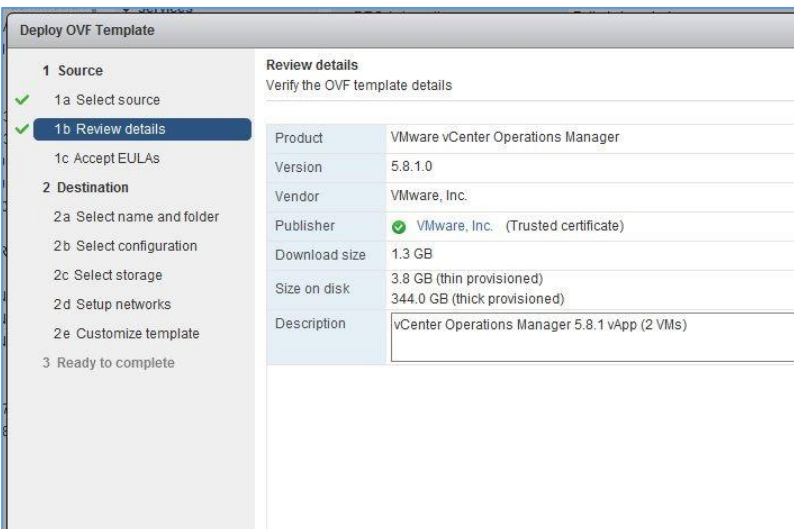 Deploy OVF Template
1 Source
1a Select source
1b Review details
1c Accept EULAs
2 Destination
2a Select name and folder
2b Select configuration
2c Select storage
2d Setup networks
2e Customize template
3 Ready to complete
Review details
Verify the OVF template details
Product VMware vCenter Operations Manager
Version 5.8.1.0
Vendor VMware, Inc.
Publisher VMware, Inc. (Trusted certificate)
Download size 1.3 GB
Size on disk 3.8 GB (thin provisioned)
344.0 GB (thick provisioned)
Description vCenter Operations Manager 5.8.1 vApp (2 VMs)